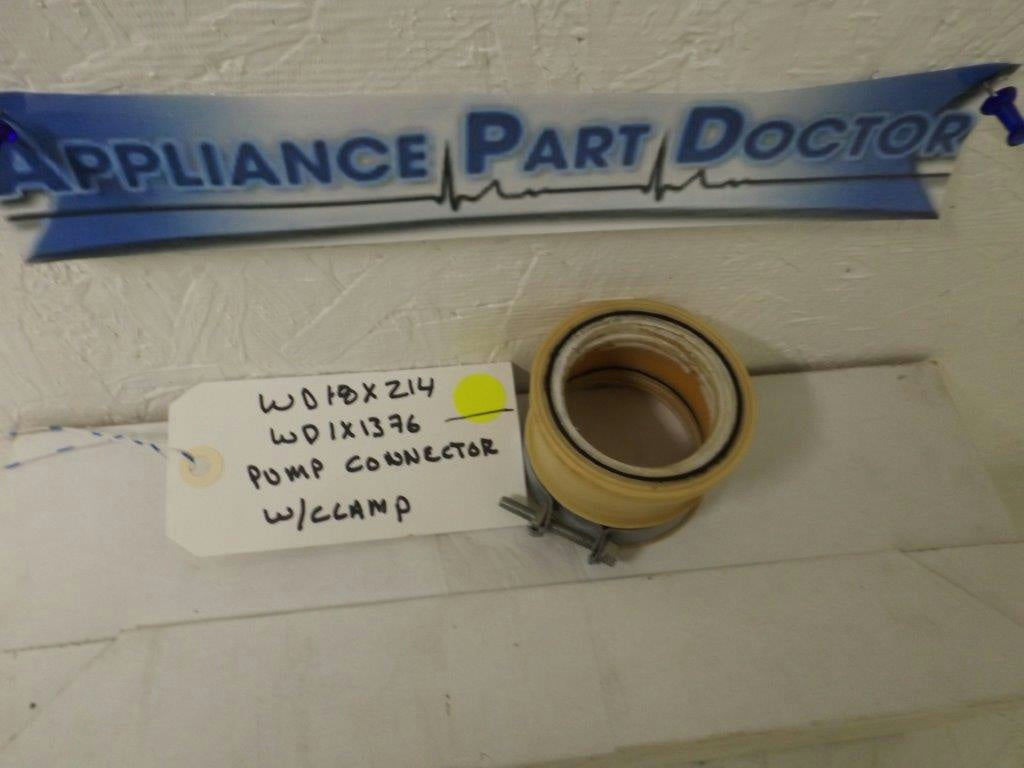 APPLIANCE PART DOCTOR
WD18X214
WD1X1376
PUMP CONNECTOR
W/CLAMP